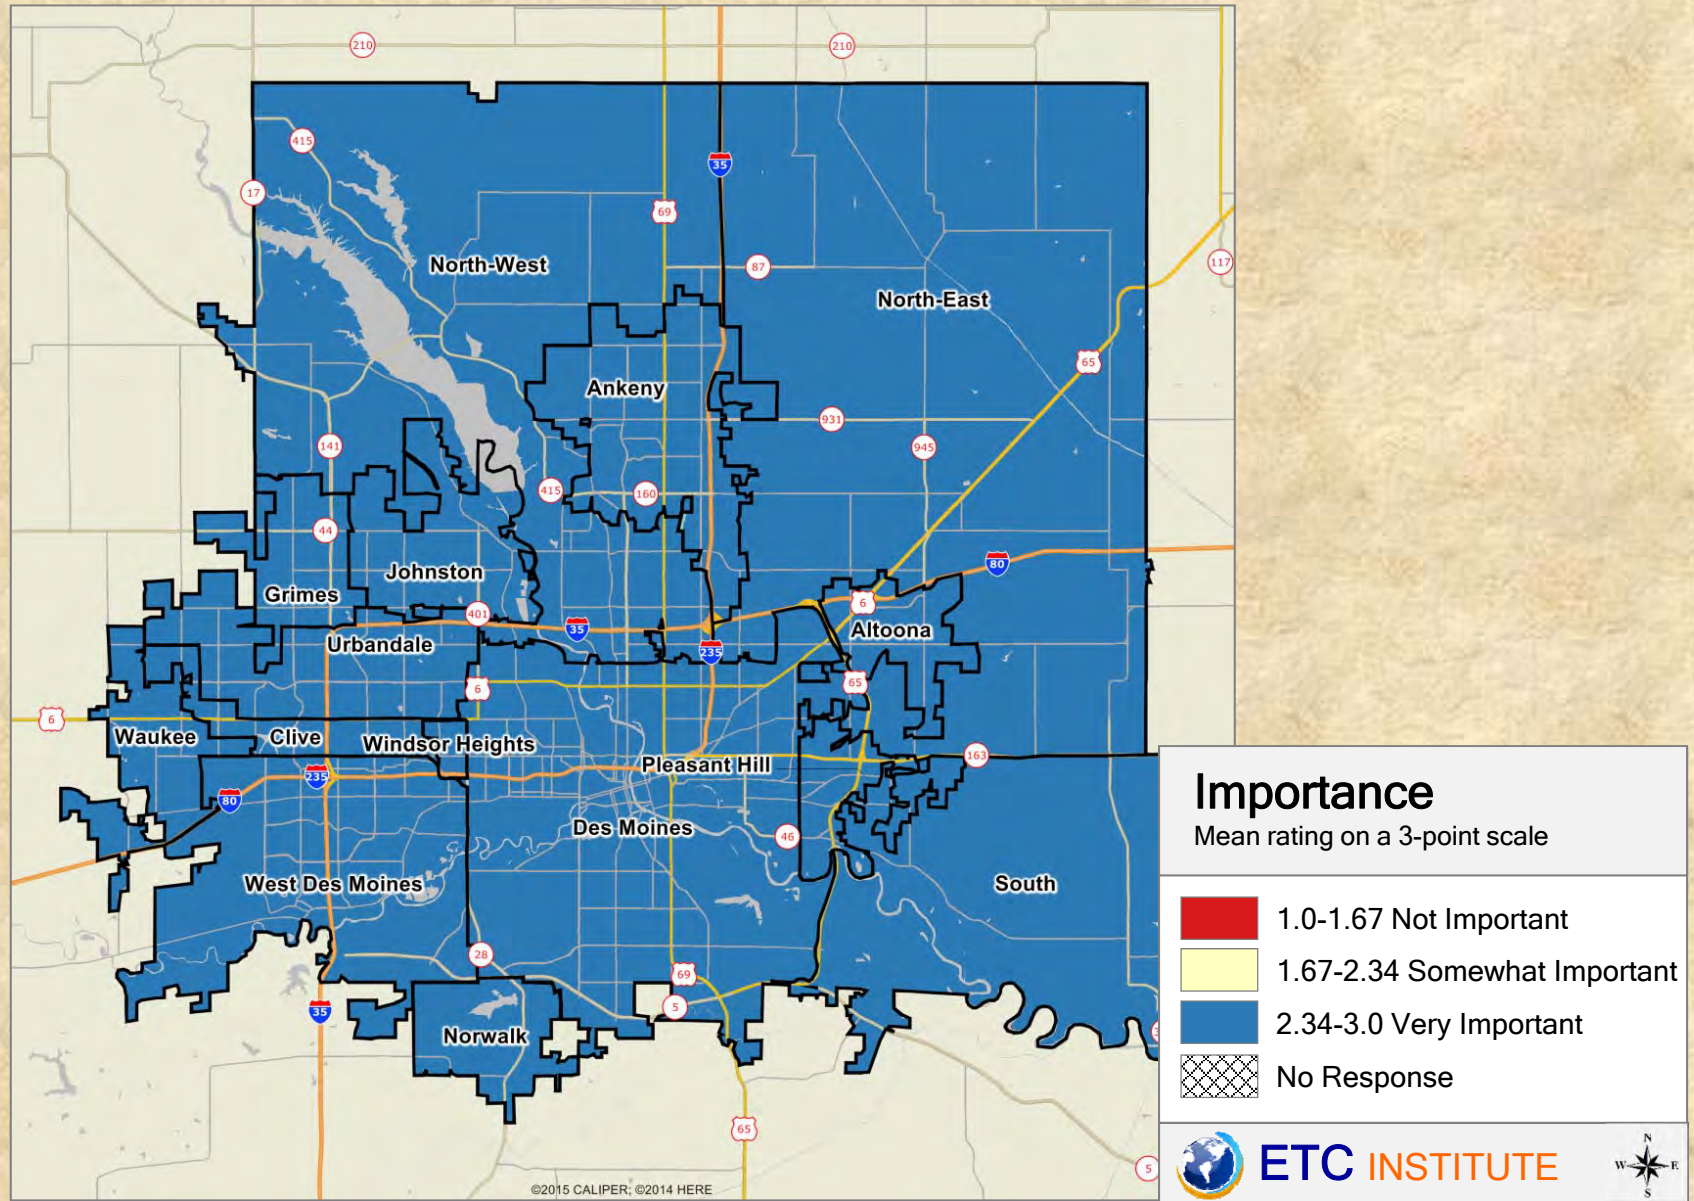 210
210
415
35
17
69
North-West
87
117
North-East
65
Ankeny
931
141
945
415
160
44
80
Johnston
Grimes
6
401
35
Altoona
Urbandale
235
65
6
6
Waukee
Clive
Windsor Heights
163
Pleasant Hill
235
80
Des Moines
46
West Des Moines
South
28
69
5
35
Norwalk
65
5
©2015 CALIPER; ©2014 HERE
Importance
Mean rating on a 3-point scale
1.0-1.67 Not Important
1.67-2.34 Somewhat Important
2.34-3.0 Very Important
No Response
ETC INSTITUTE
N
W E
S